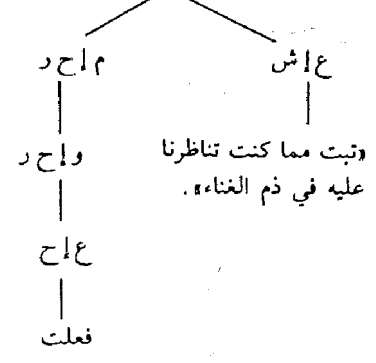 ع إ ش
م إ ح ر
«تبت مما كنت تناظرنا
عليه في ذم الغناء».
و إ ح ر
ع إ ح
فعلت